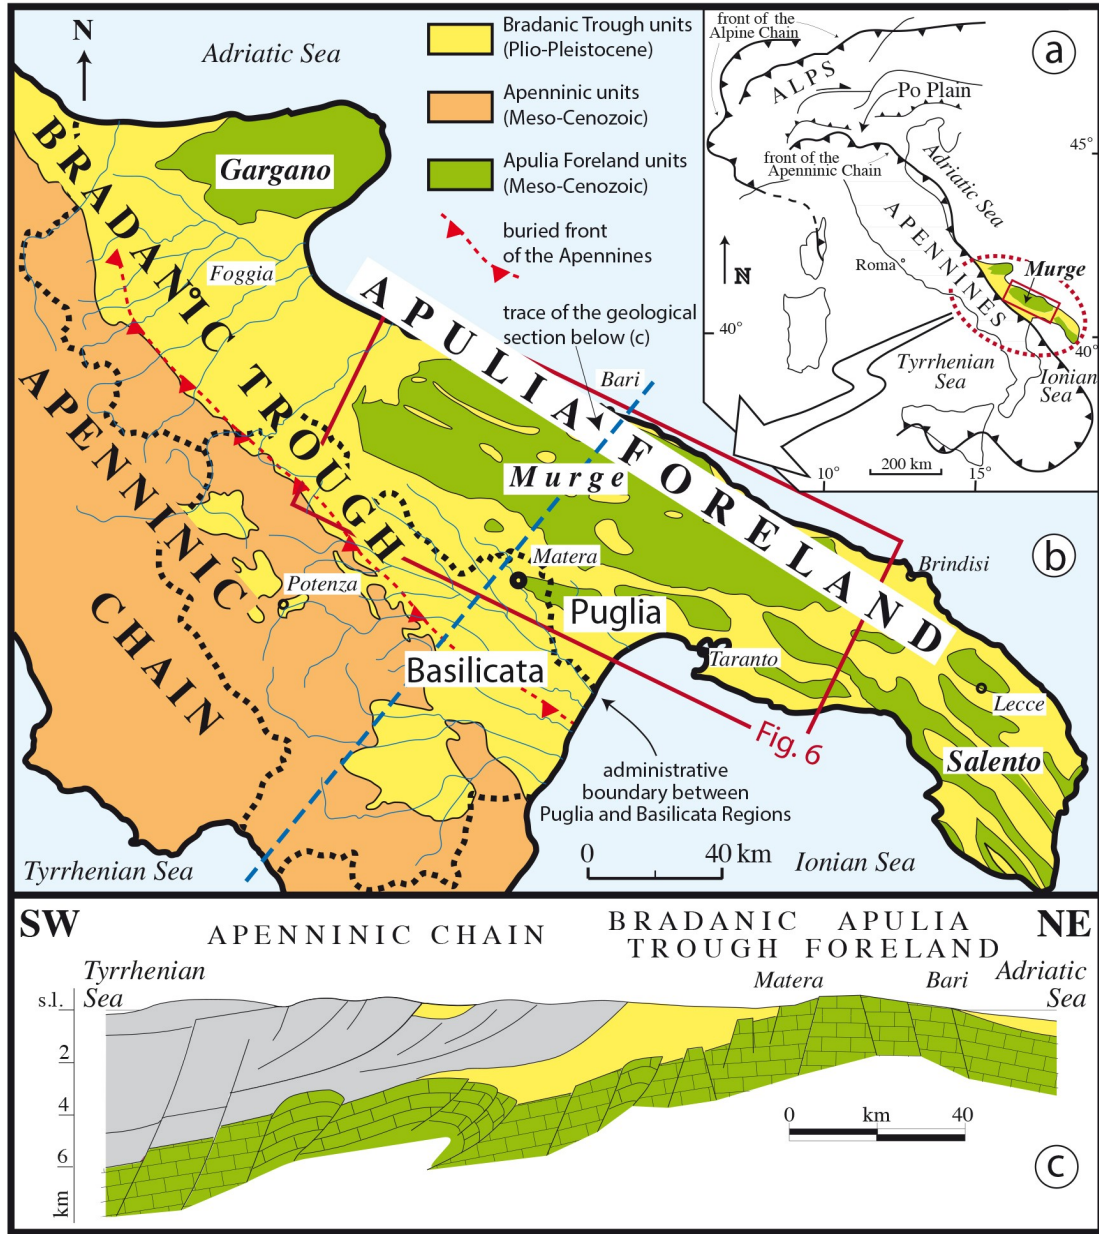 N
Adriatic Sea
Bradanic Trough units
(Plio-Pleistocene)
Apenninic units
(Meso-Cenozoic)
Apulia Foreland units
(Meso-Cenozoic)
buried front
of the Apennines
trace of the geological
section below (c)
Gargano
Foggia
BRADANIC TROUGH
APENNINIC
CHAIN
APULIA FORELAND
Bari
Murge
Matera
Potenza
Puglia
Basilicata
Taranto
Brindisi
Lecce
Salento
Fig. 6
administrative
boundary between
Puglia and Basilicata Regions
0 40 km
Tyrrhenian Sea
Ionian Sea
b
front of the
Alpine Chain
a
ALPS
Po Plain
45°
front of the
Apenninic Chain
Adriatic Sea
APENNINES
Roma
N
Murge
40°
40°
Tyrrhenian
Sea
Ionian
Sea
10°
200 km
15°
SW
NE
APENNINIC CHAIN
BRADANIC APULIA
TROUGH FORELAND
Tyrrhenian
Sea
Matera
Bari
Adriatic
Sea
s.l.
2
4
6
km
0 km 40
c